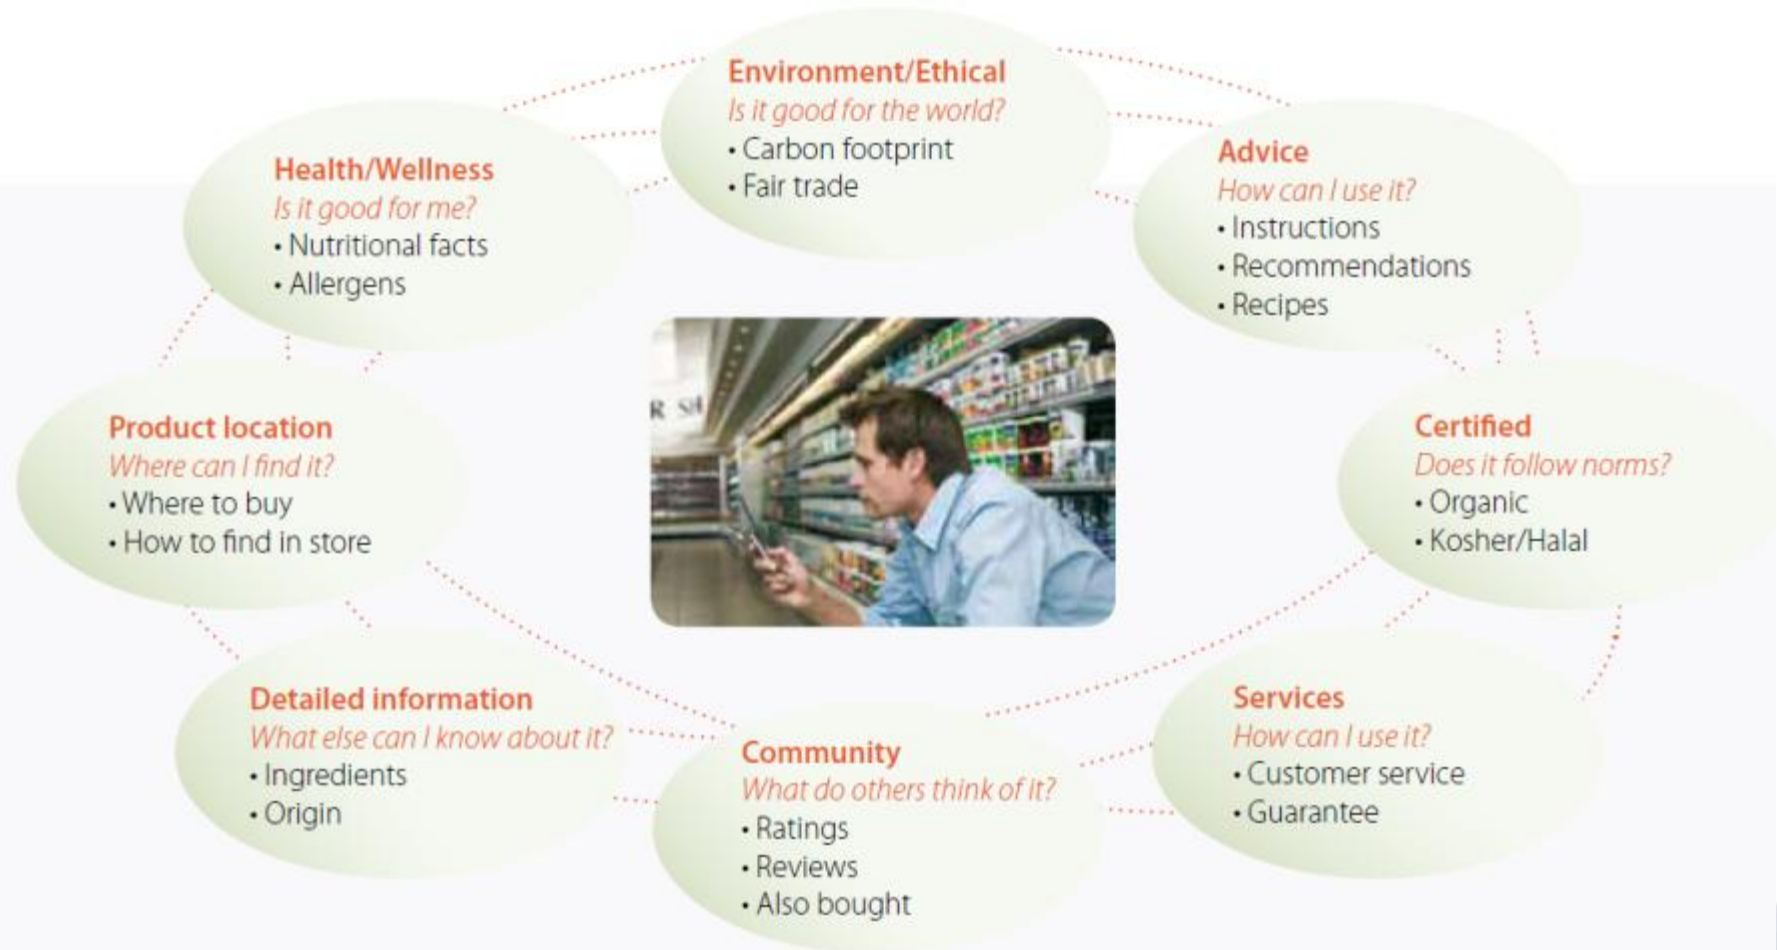 Environment/Ethical
Is it good for the world?
• Carbon footprint
• Fair trade
Advice
How can I use it?
• Instructions
• Recommendations
• Recipes
Certified
Does it follow norms?
• Organic
• Kosher/Halal
Services
How can I use it?
• Customer service
• Guarantee
Community
What do others think of it?
• Ratings
• Reviews
• Also bought
Detailed information
What else can I know about it?
• Ingredients
• Origin
Product location
Where can I find it?
• Where to buy
• How to find in store
Health/Wellness
Is it good for me?
• Nutritional facts
• Allergens
R SH